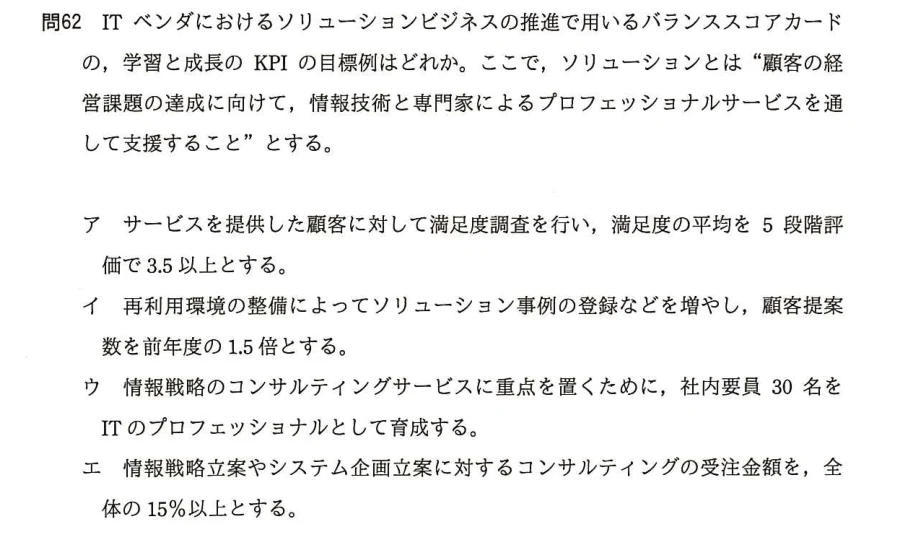 問62 IT ベンダにおけるソリューションビジネスの推進で用いるバランススコアカード
の，学習と成長の KPI の目標例はどれか。ここで，ソリューションとは“顧客の経
営課題の達成に向けて，情報技術と専門家によるプロフェッショナルサービスを通
して支援すること”とする。
ア サービスを提供した顧客に対して満足度調査を行い，満足度の平均を 5 段階評
価で 3.5 以上とする。
イ 再利用環境の整備によってソリューション事例の登録などを増やし，顧客提案
数を前年度の 1.5 倍とする。
ウ 情報戦略のコンサルティングサービスに重点を置くために，社内要員 30 名を
IT のプロフェッショナルとして育成する。
エ 情報戦略立案やシステム企画立案に対するコンサルティングの受注金額を，全
体の 15％以上とする。